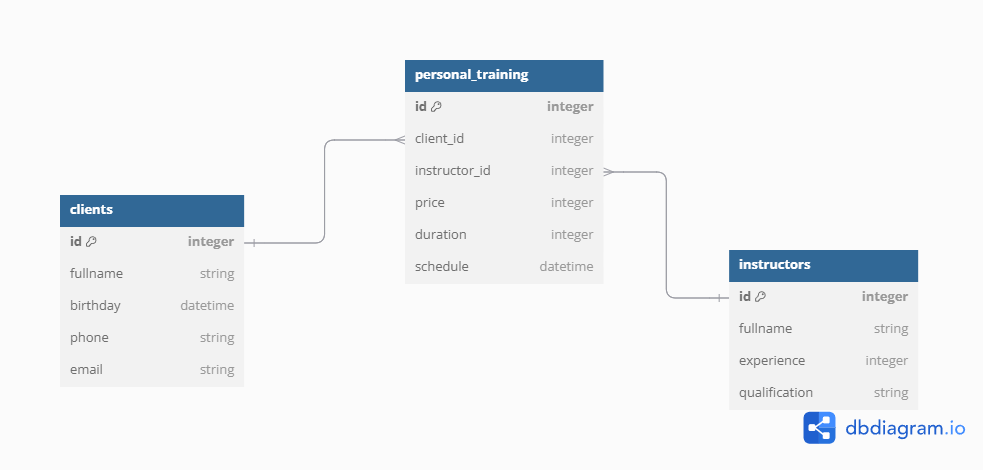 personal_training
id integer
client_id integer
instructor_id integer
price integer
duration integer
schedule datetime
clients
id integer
fullname string
birthday datetime
phone string
email string
instructors
id integer
fullname string
experience integer
qualification string
dbdiagram.io